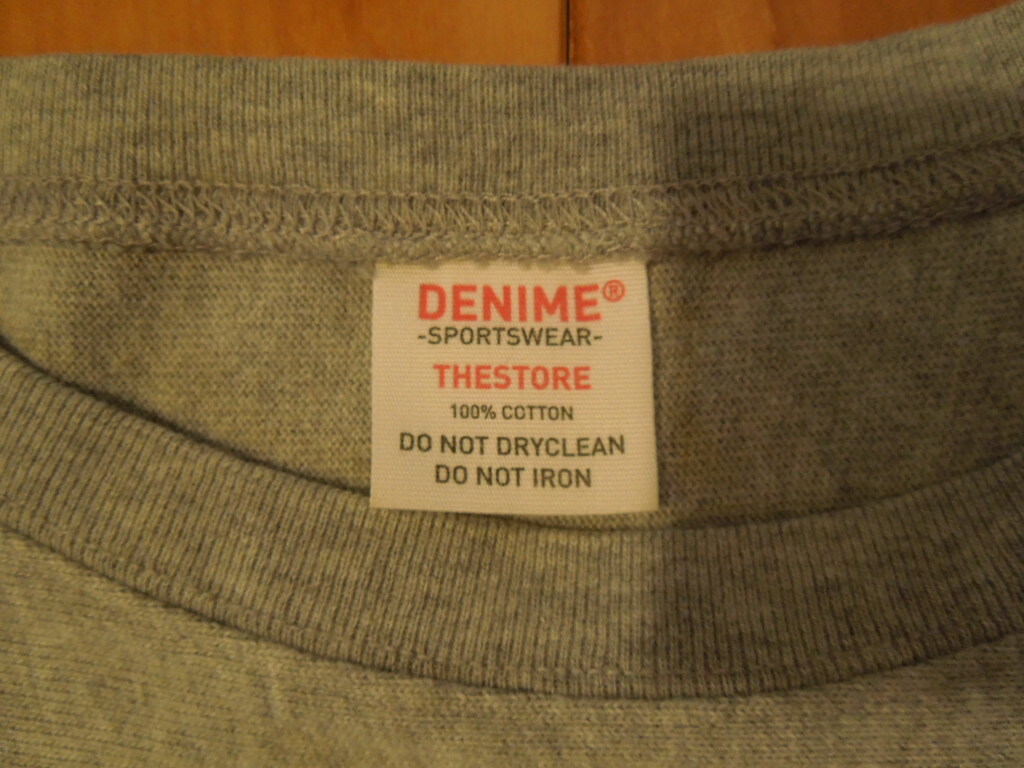 DENIME®
-SPORTSWEAR-
THESTORE
100% COTTON
DO NOT DRYCLEAN
DO NOT IRON